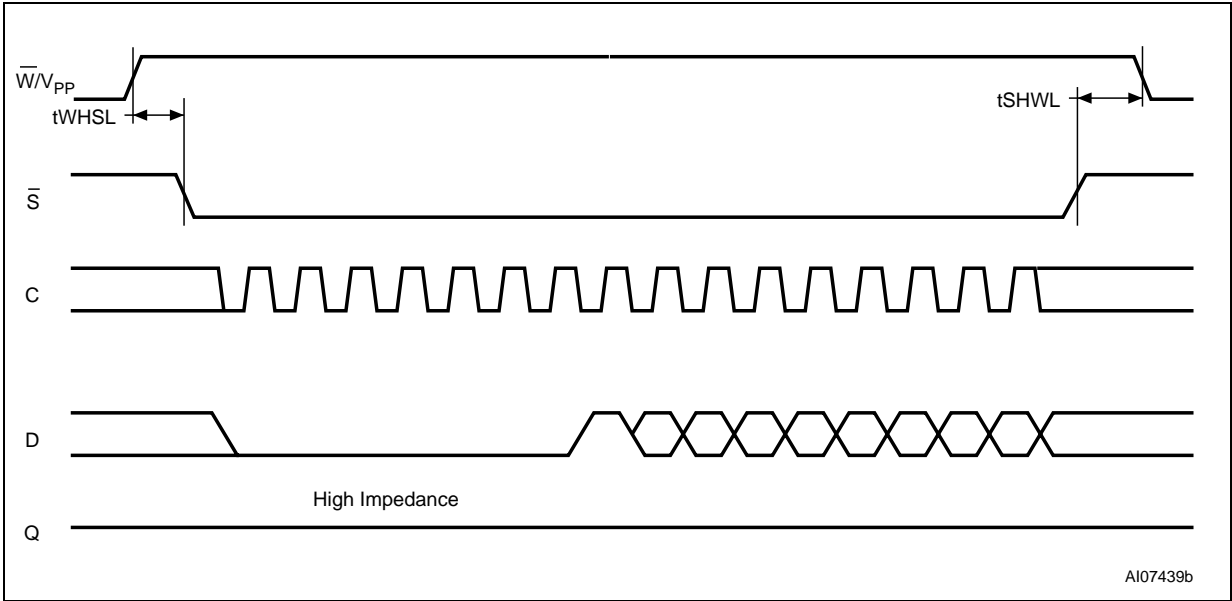 W̅/VPP
tWHSL
tSHWL
S̅
C
D
High Impedance
Q
AI07439b